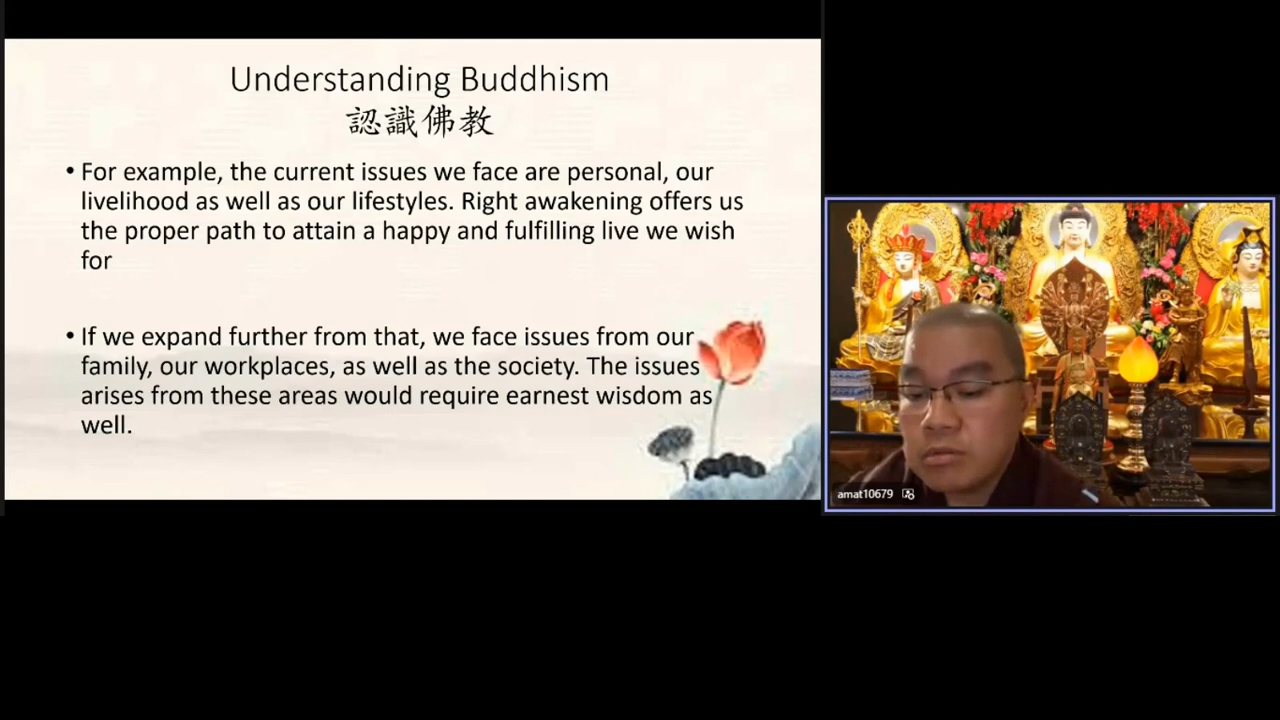 Understanding Buddhism
認識佛教
• For example, the current issues we face are personal, our
livelihood as well as our lifestyles. Right awakening offers us
the proper path to attain a happy and fulfilling live we wish
for
• If we expand further from that, we face issues from our
family, our workplaces, as well as the society. The issues
arises from these areas would require earnest wisdom as
well.
amat10679